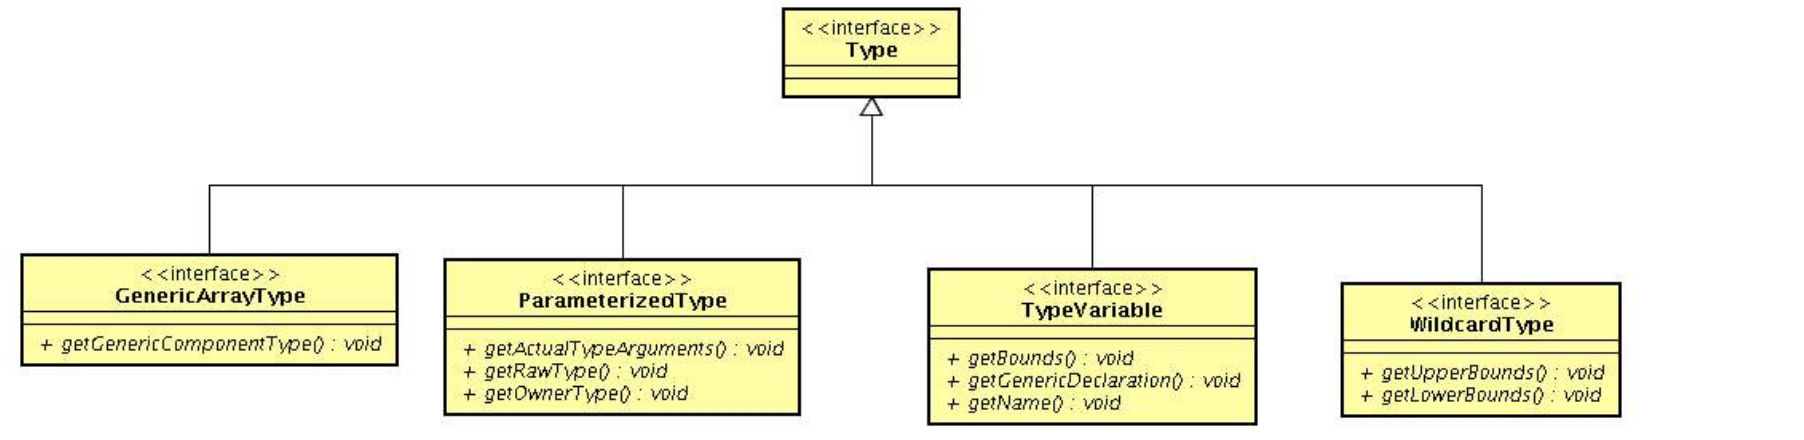 <<interface>>
Type
<<interface>>
GenericArrayType
+ getGenericComponentType() : void
<<interface>>
ParameterizedType
+ getActualTypeArguments() : void
+ getRawType() : void
+ getOwnerType() : void
<<interface>>
TypeVariable
+ getBounds() : void
+ getGenericDeclaration() : void
+ getName() : void
<<interface>>
WildcardType
+ getUpperBounds() : void
+ getLowerBounds() : void